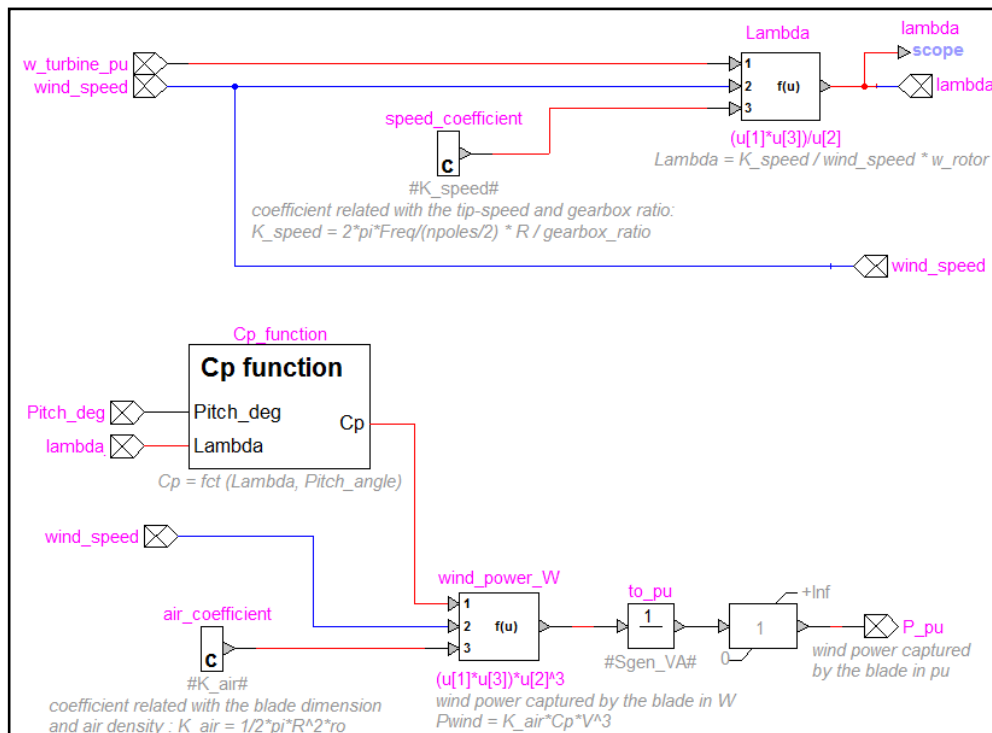 lambda
Lambda
scope
w_turbine_pu
1
wind_speed
2
f(u)
lambda
3
speed_coefficient
(u[1]*u[3])/u[2]
C
Lambda = K_speed / wind_speed * w_rotor
#K_speed#
coefficient related with the tip-speed and gearbox ratio:
K_speed = 2*pi*Freq/(npoles/2) * R / gearbox_ratio
wind_speed
Cp_function
Cp function
Pitch_deg
Pitch_deg
Cp
lambda
Lambda
Cp = fct (Lambda, Pitch_angle)
wind_speed
wind_power_W
to_pu
+Inf
air_coefficient
1
2
f(u)
1
1
P_pu
3
C
#Sgen_VA#
0
wind power captured
by the blade in pu
#K_air#
(u[1]*u[3])*u[2]^3
coefficient related with the blade dimension
and air density : K_air = 1/2*pi*R^2*ro
wind power captured by the blade in W
Pwind = K_air*Cp*V^3